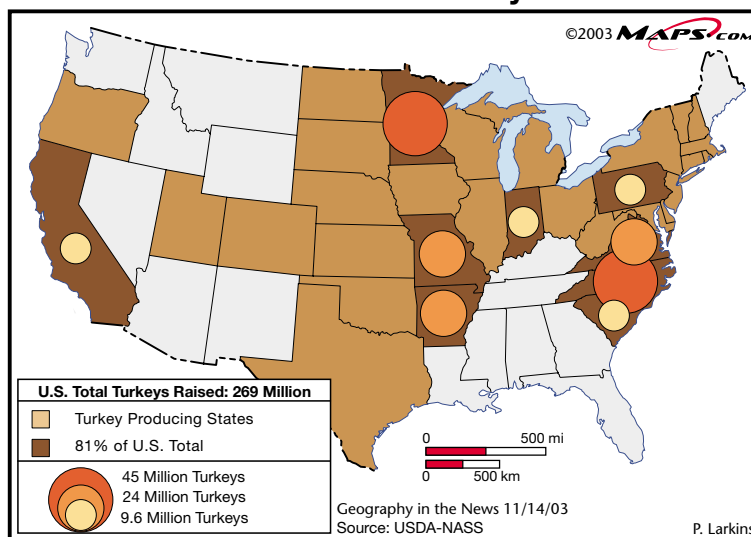 ©2003 MAPS.COM
U.S. Total Turkeys Raised: 269 Million
Turkey Producing States
81% of U.S. Total
45 Million Turkeys
24 Million Turkeys
9.6 Million Turkeys
0 500 mi
0 500 km
Geography in the News 11/14/03
Source: USDA-NASS
P. Larkins